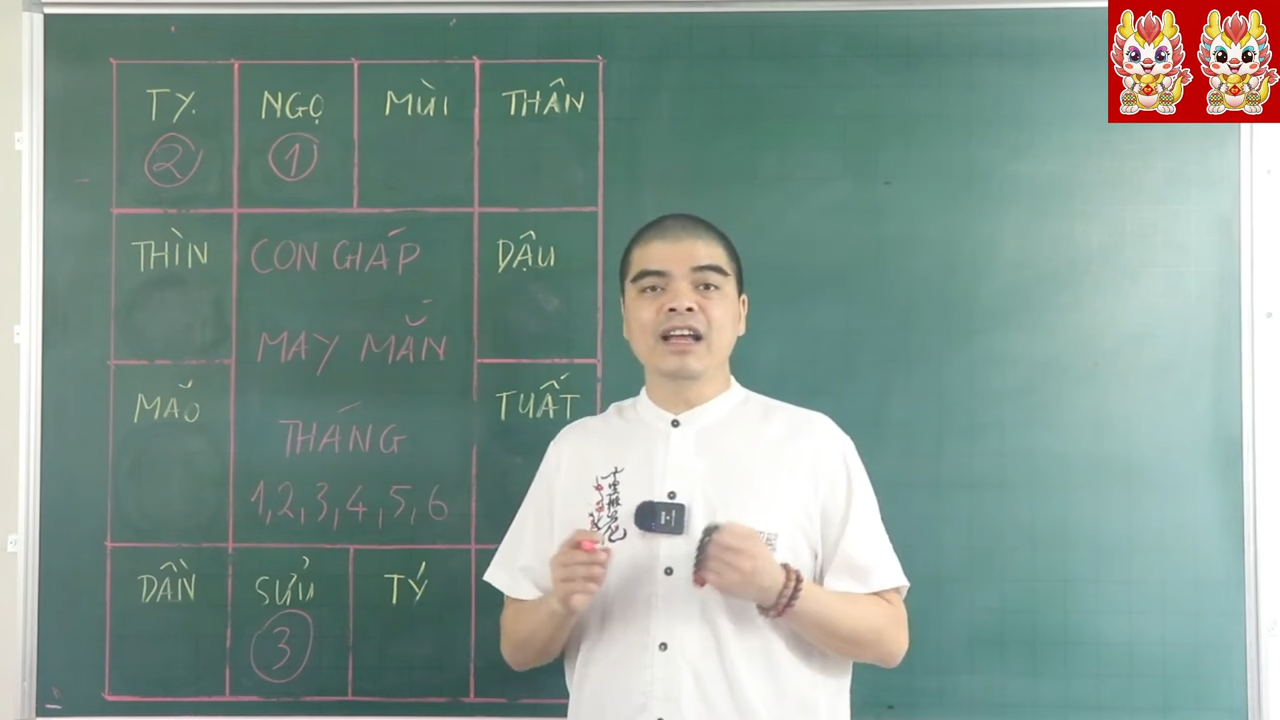 TỴ
NGỌ
MÙI
THÂN
②
①
THÌN
CON GIÁP
DẬU
MAY MẮN
MÃO
THÁNG
TUẤT
1,2,3,4,5,6
DẦN
SỬU
TÝ
③